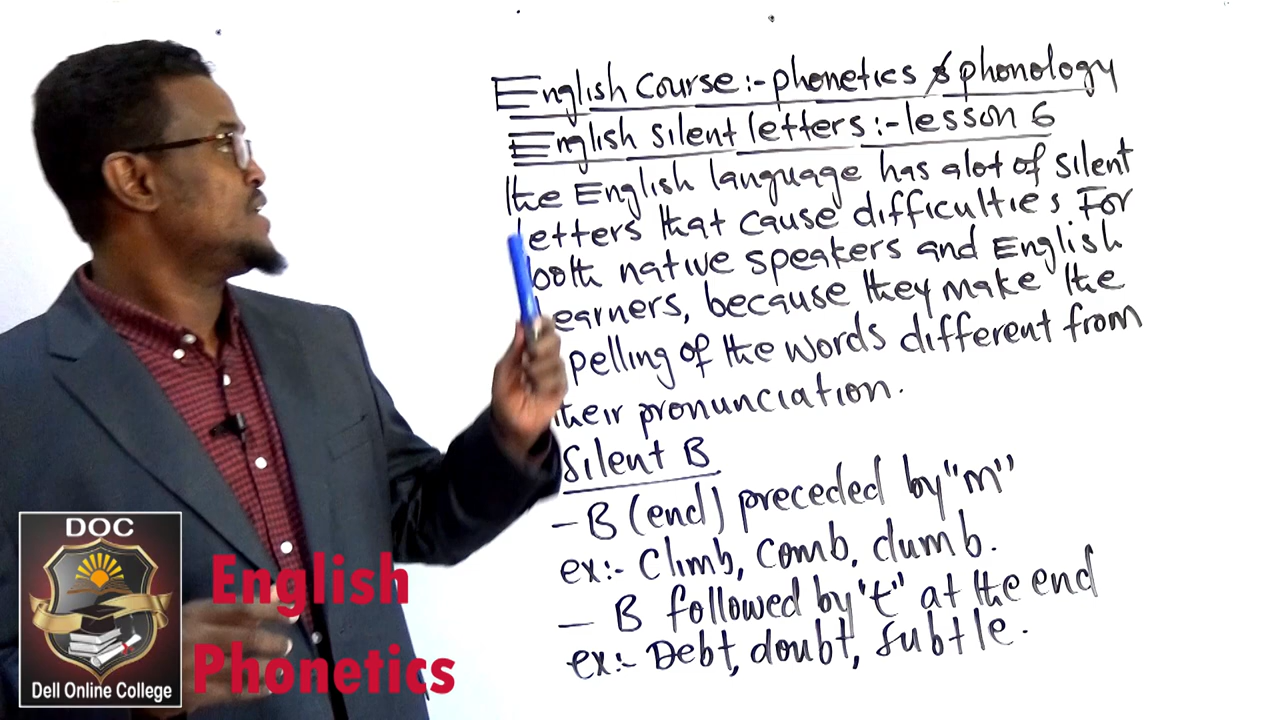 English Course:- phonetics & phonology
English silent letters:- lesson 6
the English language has a lot of silent
letters that cause difficulties For
both native speakers and English
earners, because they make the
pelling of the words different from
their pronunciation.
Silent B
- B (end) preceded by "m"
ex:- Climb, comb, dumb.
- B followed by "t" at the end
ex:- Debt, doubt, subtle.
DOC
Dell Online College
English
Phonetics